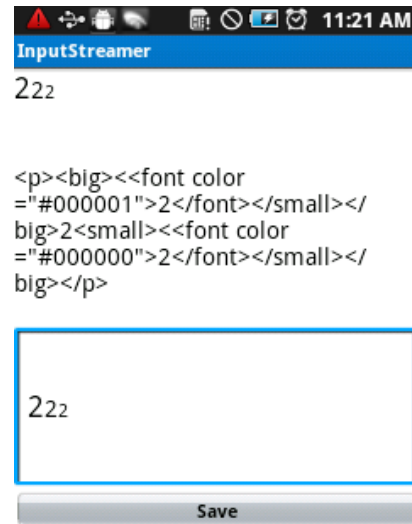 11:21 AM
InputStreamer
222
<p><big><<font color
="#000001">2</font></small></
big>2<small><<font color
="#000000">2</font></small></
big></p>
222
Save